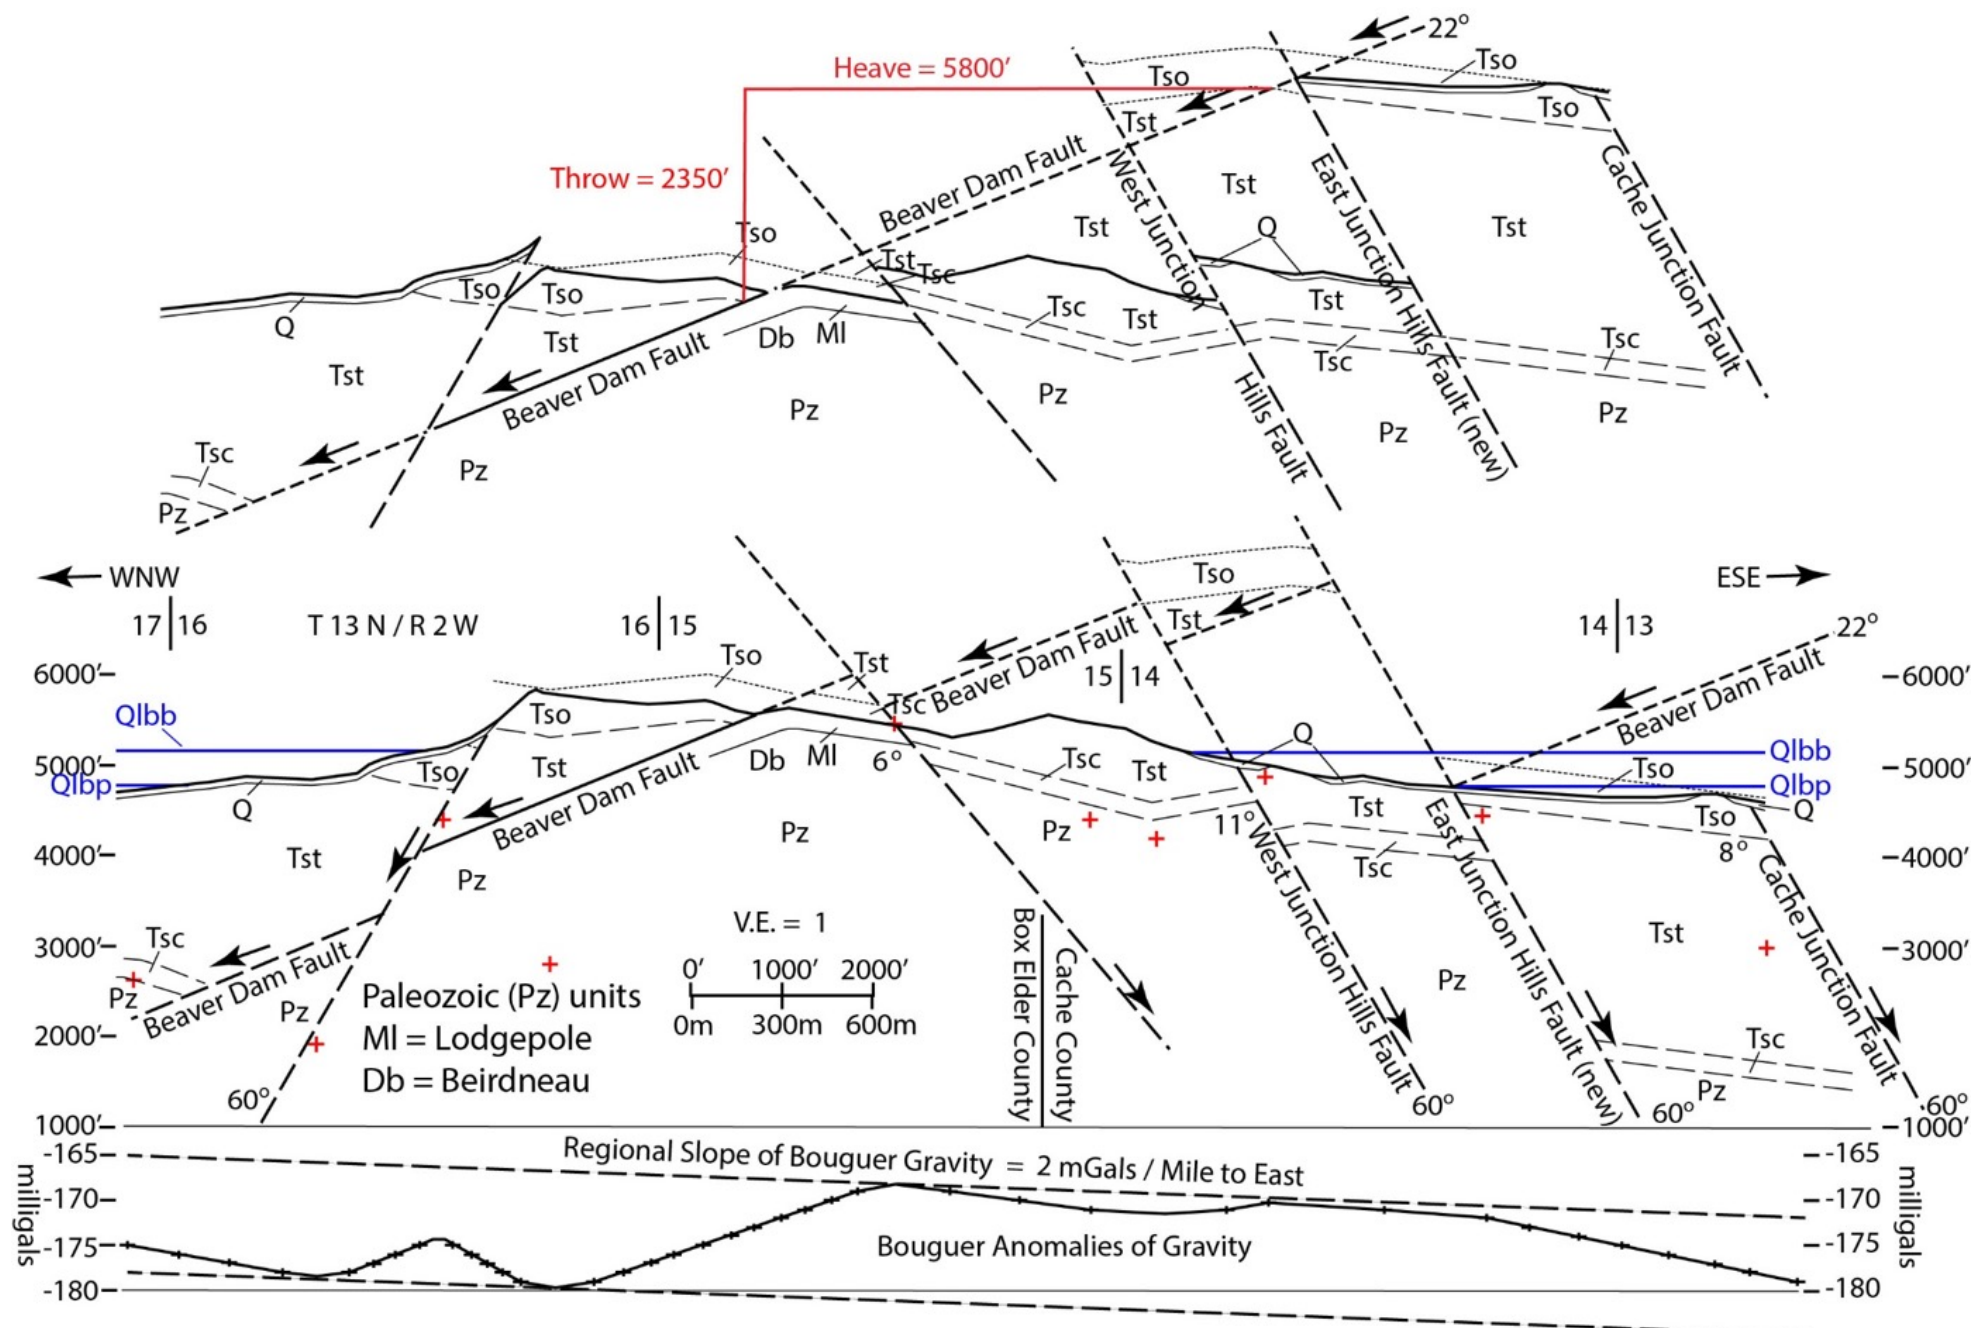 22°
Tso
Heave = 5800'
Tso
Tso
Tst
Throw = 2350'
Beaver Dam Fault
West Junction
Hills Fault
Tst
East Junction Hills Fault (new)
Cache Junction Fault
Tso
Tst
Q
Tst
Tst
Tsc
Tso
Tso
Q
Tst
Tsc
Tst
Tst
Tst
Db
Ml
Tsc
Tsc
Tst
Beaver Dam Fault
Pz
Pz
Pz
Pz
Tsc
Pz
Pz
WNW
ESE
Tso
17|16
T 13 N / R 2 W
16|15
Tst
14|13
22°
Tso
Tst
Beaver Dam Fault
15|14
6000'
6000'
Beaver Dam Fault
Qlbb
Tso
Tsc
Q
Qlbb
5000'
Tso
Tst
Db
Ml
6°
Tsc
Tst
Tso
5000'
Qlbp
Qlbp
Q
Beaver Dam Fault
Pz
Pz
11°
Tst
Tso
Q
4000'
Tst
Pz
West Junction Hills Fault
Tsc
East Junction Hills Fault (new)
8°
Cache Junction Fault
4000'
V.E. = 1
Box Elder County
Cache County
Tst
3000'
Tsc
3000'
Pz
Beaver Dam Fault
Pz
0'
1000'
2000'
Pz
Paleozoic (Pz) units
0m
300m
600m
2000'
Ml = Lodgepole
Tsc
2000'
Db = Beirdneau
Pz
60°
60°
60°
60°
1000'
1000'
-165
Regional Slope of Bouguer Gravity = 2 mGals / Mile to East
-165
milligals
-170
-170
milligals
-175
Bouguer Anomalies of Gravity
-175
-180
-180